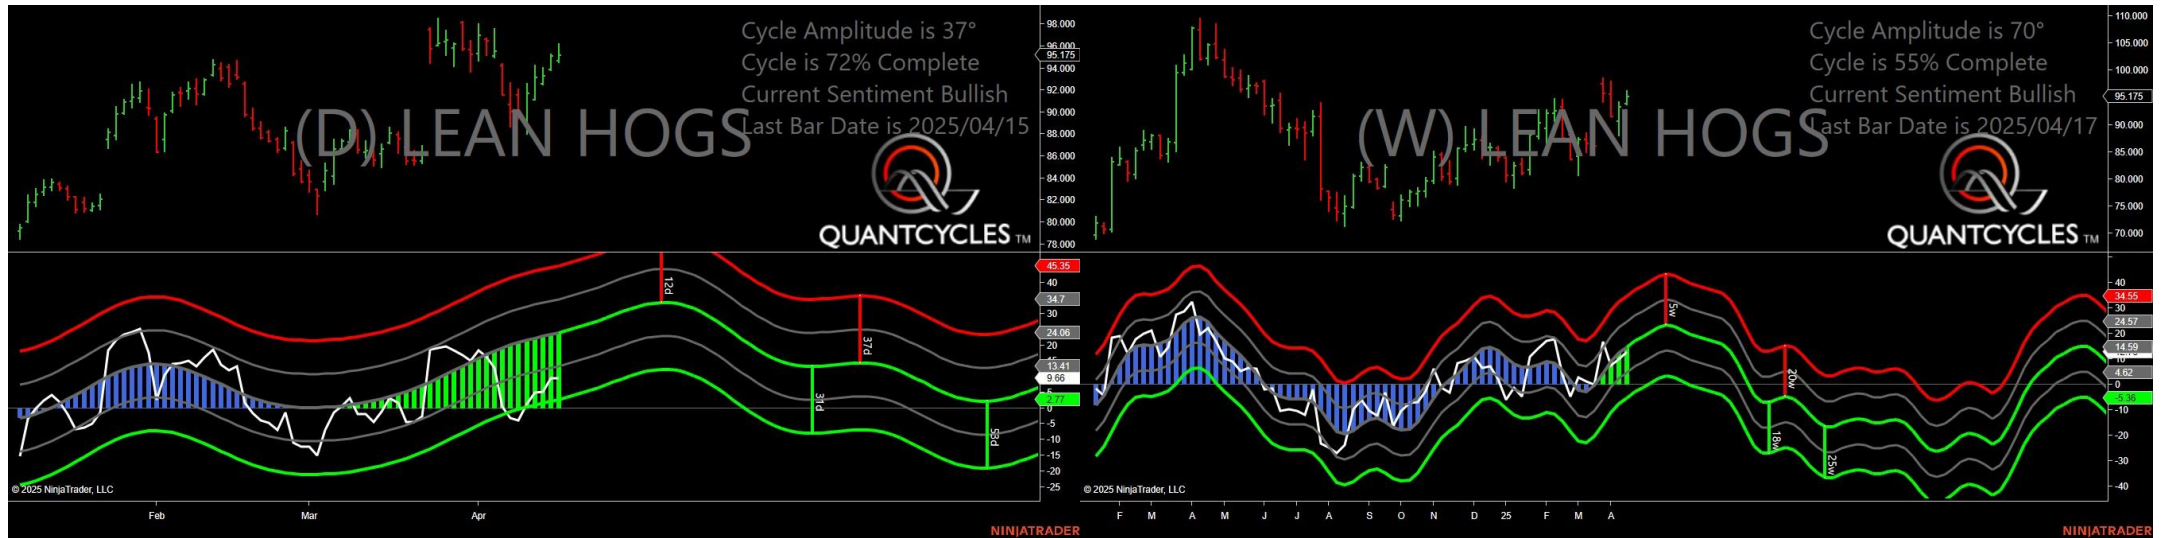 Cycle Amplitude is 37°
Cycle is 72% Complete
Current Sentiment Bullish
Last Bar Date is 2025/04/15
(D) LEAN HOGS
QUANTCYCLES TM
98.000
96.000
95.175
94.000
92.000
90.000
88.000
86.000
84.000
82.000
80.000
78.000
45.35
40
34.7
30
24.06
20
13.41
9.66
2.77
0
-5
-10
-15
-20
-25
12d
37d
31d
53d
© 2025 NinjaTrader, LLC
Feb
Mar
Apr
NINJATRADER
Cycle Amplitude is 70°
Cycle is 55% Complete
Current Sentiment Bullish
Last Bar Date is 2025/04/17
(W) LEAN HOGS
QUANTCYCLES TM
110.000
105.000
100.000
95.175
90.000
85.000
80.000
75.000
70.000
40
34.55
30
24.57
20
14.59
10
4.62
0
-5.36
-10
-20
-30
-40
5w
20w
18w
25w
© 2025 NinjaTrader, LLC
F M A M J J A S O N D 25 F M A
NINJATRADER